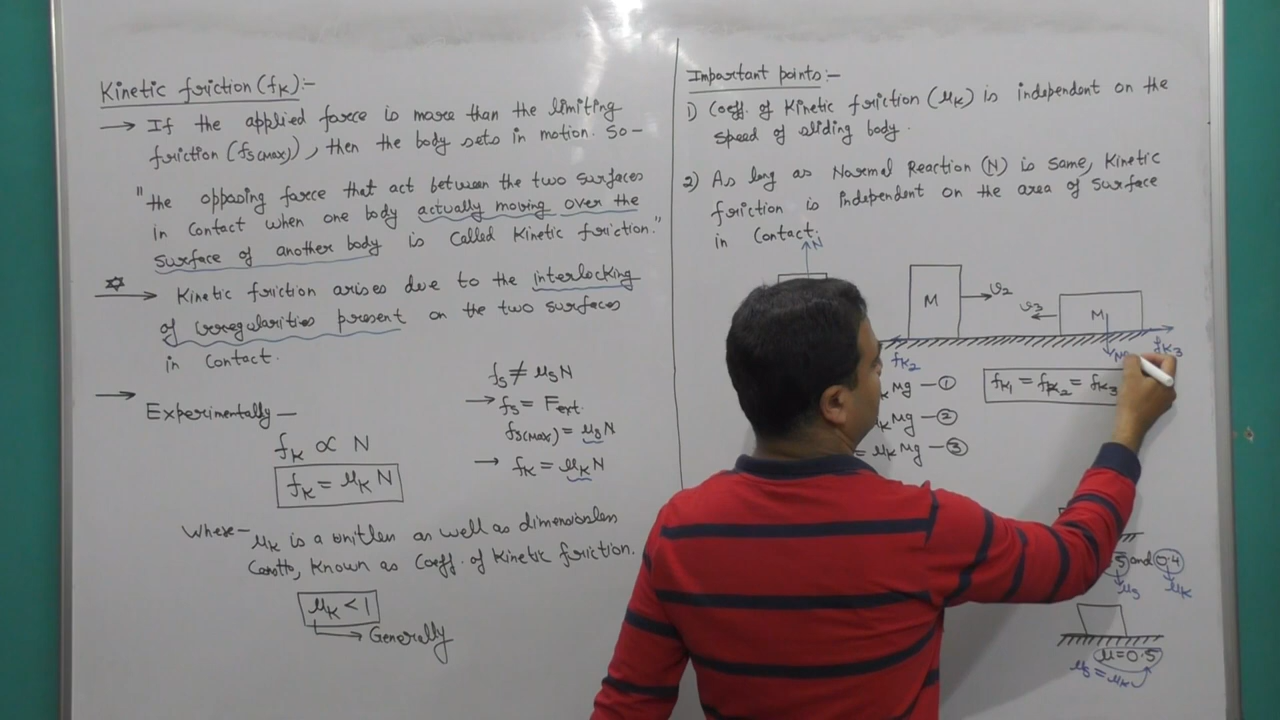 Kinetic friction (fK):-
→ If the applied force is more than the limiting
friction (fs(max)), then the body sets in motion. So-
"the opposing force that act between the two surfaces
in Contact when one body actually moving over the
surface of another body is Called Kinetic friction."
→ Kinetic friction arises due to the interlocking
of irregularities present on the two surfaces
in Contact.
→ Experimentally-
fK ∝ N
fK = μK N
fs ≠ μsN
→ fs = Fext.
fs(max) = μsN
→ fK = μKN
Where- μK is a unitless as well as dimensionless
known as Coeff. of Kinetic friction.
μK < 1
→ Generally
Important points:-
1) Coeff. of Kinetic friction (μK) is independent on the
speed of sliding body.
2) As long as Normal Reaction (N) is same, Kinetic
friction is independent on the area of surface
in Contact.
N
M
v2
v3
M
fK2
fK3
K Mg - ①
fK1 = fK2 = fK3
K Mg - ②
= μK Mg - ③
5 and 0.4
μs
μK
μ = 0.5
μs = μK